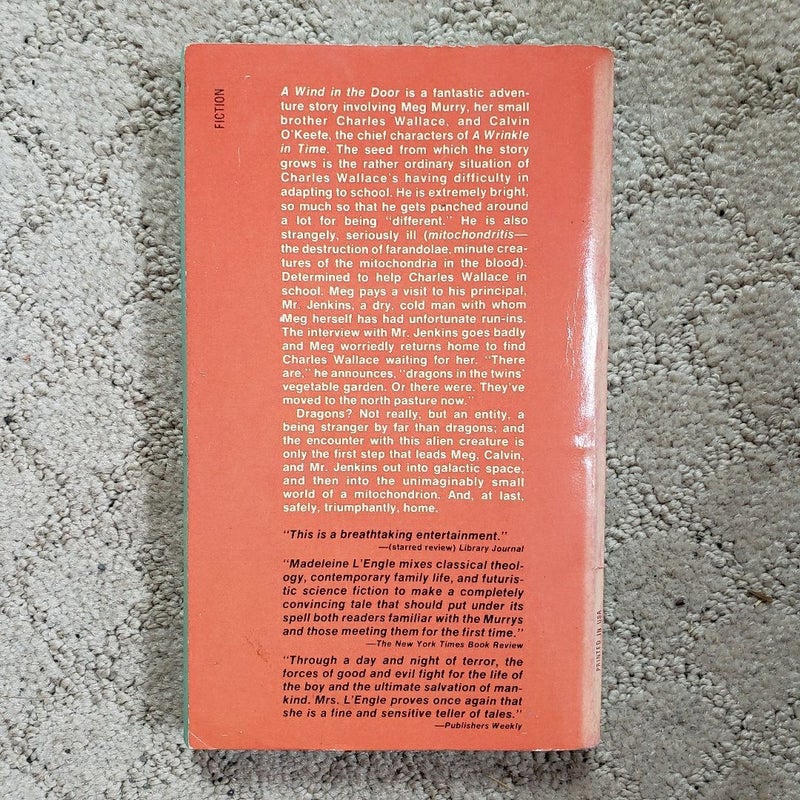 FICTION
A Wind in the Door is a fantastic adven-
ture story involving Meg Murry, her small
brother Charles Wallace, and Calvin
O'Keefe, the chief characters of A Wrinkle
in Time. The seed from which the story
grows is the rather ordinary situation of
Charles Wallace's having difficulty in
adapting to school. He is extremely bright,
so much so that he gets punched around
a lot for being "different." He is also
strangely, seriously ill (mitochondritis—
the destruction of farandolae, minute crea-
tures of the mitochondria in the blood).
Determined to help Charles Wallace in
school, Meg pays a visit to his principal,
Mr. Jenkins, a dry, cold man with whom
Meg herself has had unfortunate run-ins.
The interview with Mr. Jenkins goes badly
and Meg worriedly returns home to find
Charles Wallace waiting for her. "There
are," he announces, "dragons in the twins'
vegetable garden. Or there were. They've
moved to the north pasture now."
Dragons? Not really, but an entity, a
being stranger by far than dragons; and
the encounter with this alien creature is
only the first step that leads Meg, Calvin,
and Mr. Jenkins out into galactic space,
and then into the unimaginably small
world of a mitochondrion. And, at last,
safely, triumphantly, home.
"This is a breathtaking entertainment."
—(starred review) Library Journal
"Madeleine L'Engle mixes classical theol-
ogy, contemporary family life, and futuris-
tic science fiction to make a completely
convincing tale that should put under its
spell both readers familiar with the Murrys
and those meeting them for the first time."
—The New York Times Book Review
"Through a day and night of terror, the
forces of good and evil fight for the life of
the boy and the ultimate salvation of man-
kind. Mrs. L'Engle proves once again that
she is a fine and sensitive teller of tales."
—Publishers Weekly
PRINTED IN USA